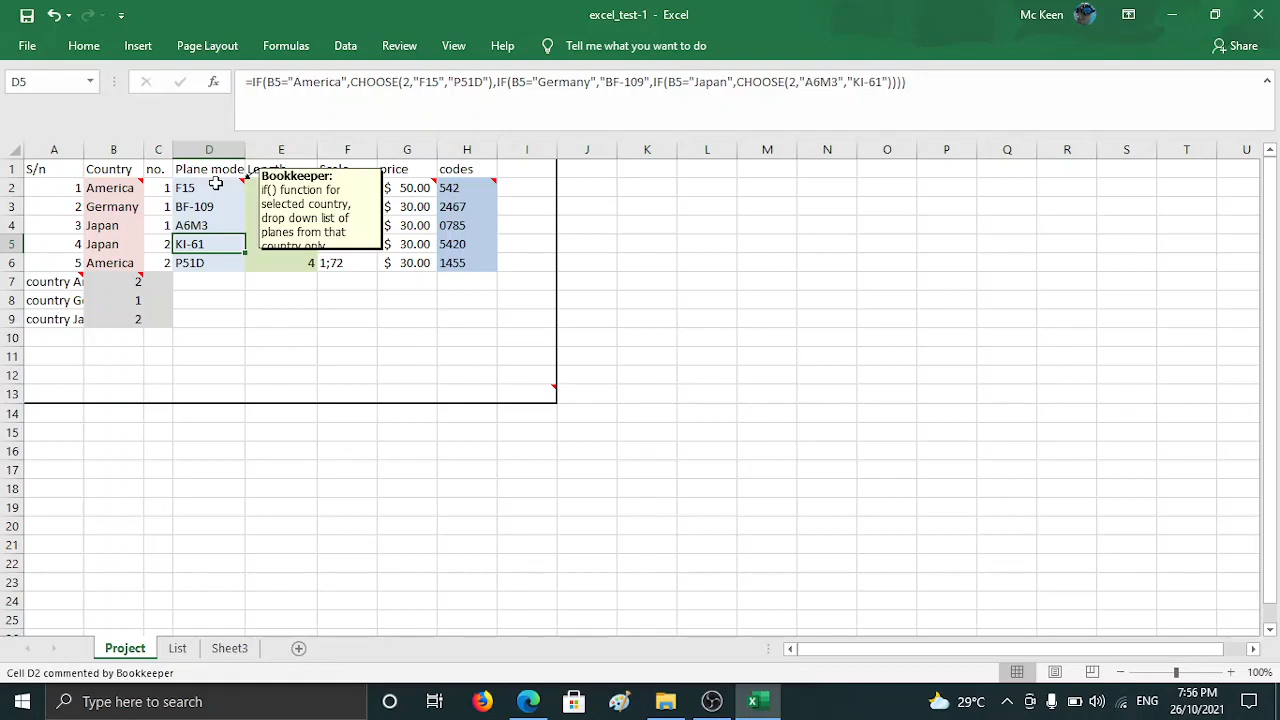 excel_test-1 - Excel
Mc Keen
File Home Insert Page Layout Formulas Data Review View Help Tell me what you want to do Share
D5 fx =IF(B5="America",CHOOSE(2,"F15","P51D"),IF(B5="Germany","BF-109",IF(B5="Japan",CHOOSE(2,"A6M3","KI-61"))))
A B C D E F G H I J K L M N O P Q R S T U
1 S/n Country no. Plane mode Length Scale price codes
2 1 America 1 F15 $ 50.00 542
3 2 Germany 1 BF-109 $ 30.00 2467
4 3 Japan 1 A6M3 $ 30.00 0785
5 4 Japan 2 KI-61 $ 30.00 5420
6 5 America 2 P51D 4 1;72 $ 30.00 1455
7 country A 2
8 country G 1
9 country Ja 2
10
11
12
13
14
15
16
17
18
19
20
21
22
23
24
25
Bookkeeper:
if() function for
selected country,
drop down list of
planes from that
country only
Project List Sheet3
Cell D2 commented by Bookkeeper
100%
Type here to search
29°C
ENG
7:56 PM
26/10/2021